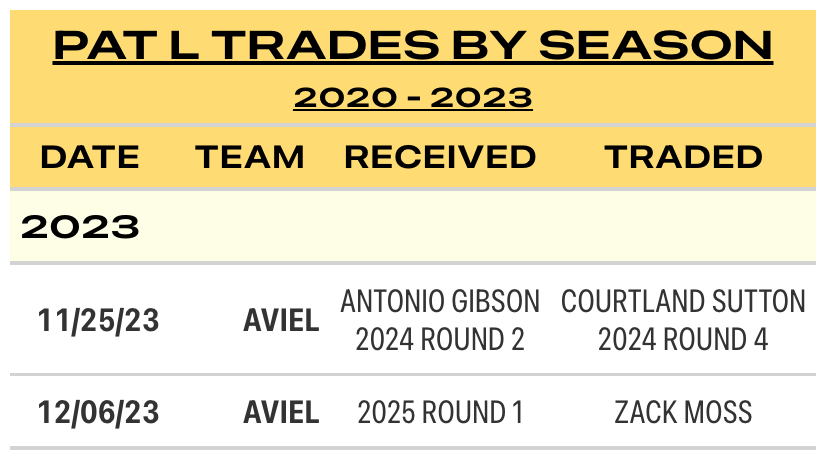 PAT L TRADES BY SEASON
2020 - 2023
DATE TEAM RECEIVED TRADED
2023
11/25/23 AVIEL ANTONIO GIBSON COURTLAND SUTTON
2024 ROUND 2 2024 ROUND 4
12/06/23 AVIEL 2025 ROUND 1 ZACK MOSS